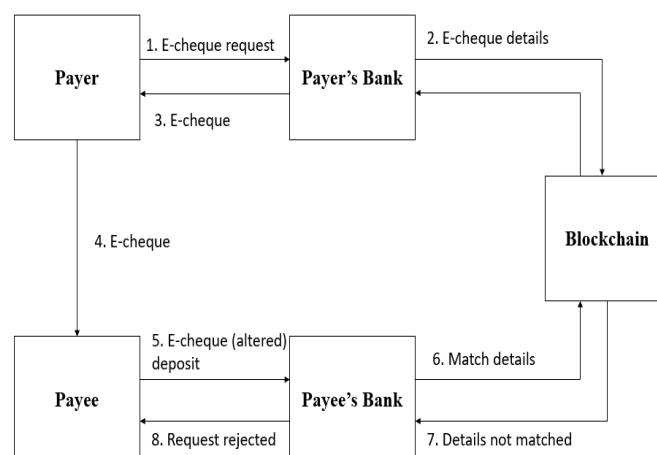 1. E-cheque request
2. E-cheque details
Payer
Payer's Bank
3. E-cheque
Blockchain
4. E-cheque
5. E-cheque (altered)
deposit
6. Match details
Payee
Payee's Bank
8. Request rejected
7. Details not matched